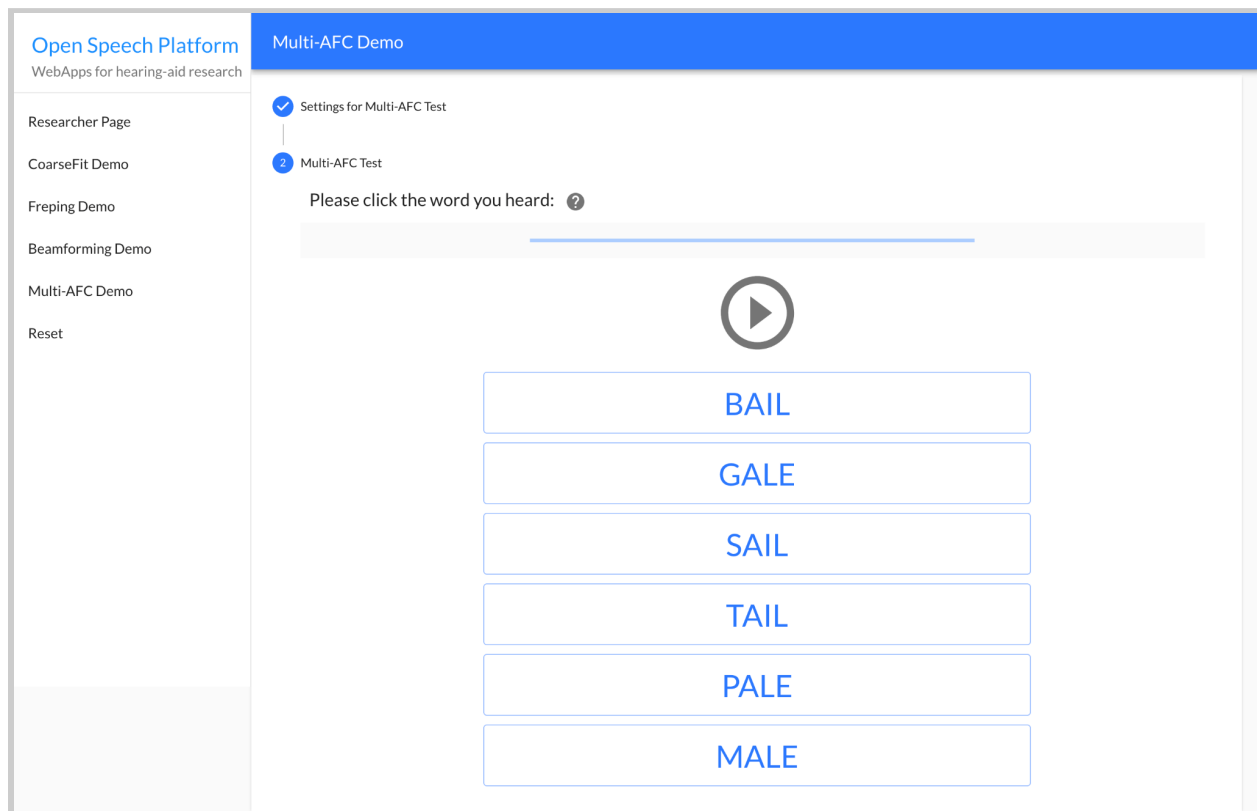 Open Speech Platform
WebApps for hearing-aid research
Researcher Page
CoarseFit Demo
Freping Demo
Beamforming Demo
Multi-AFC Demo
Reset
Multi-AFC Demo
Settings for Multi-AFC Test
2 Multi-AFC Test
Please click the word you heard: ?
BAIL
GALE
SAIL
TAIL
PALE
MALE